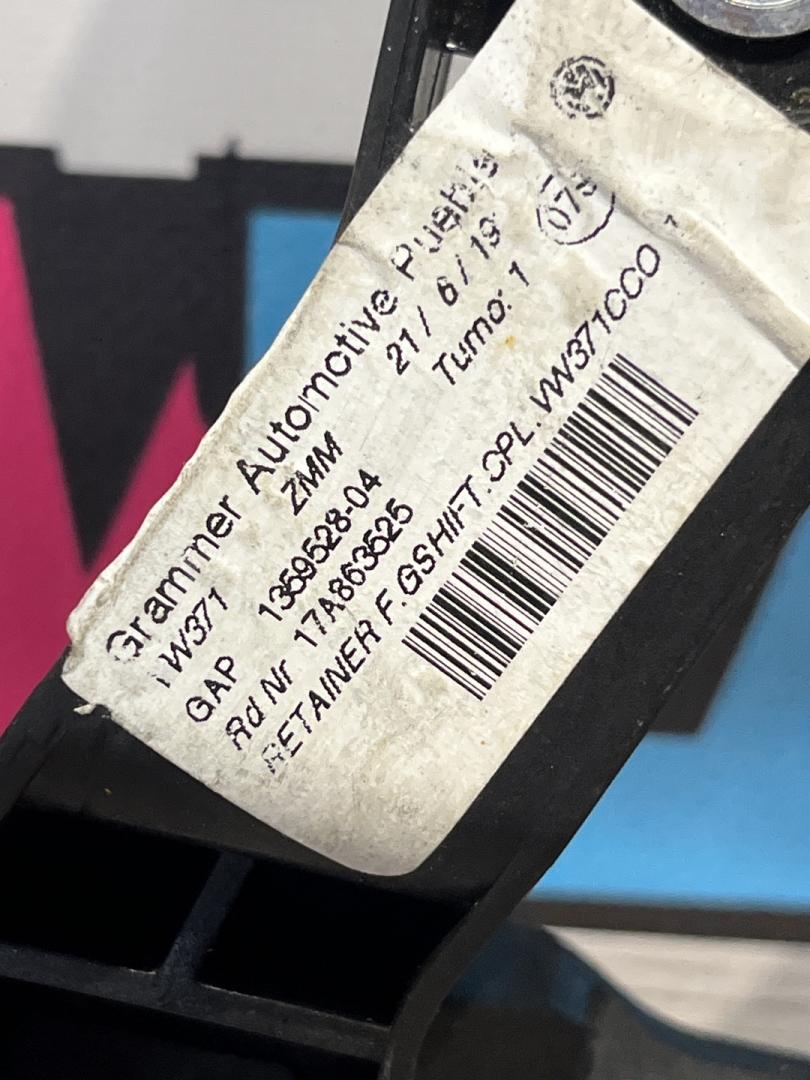 Grammer Automotive Puebla
VW371 ZMM 21/ 6/19
GAP 1359528-04 Turno: 1
Rd Nr 17A863525
RETAINER F.GSHIFT.CPL.VW371CCO